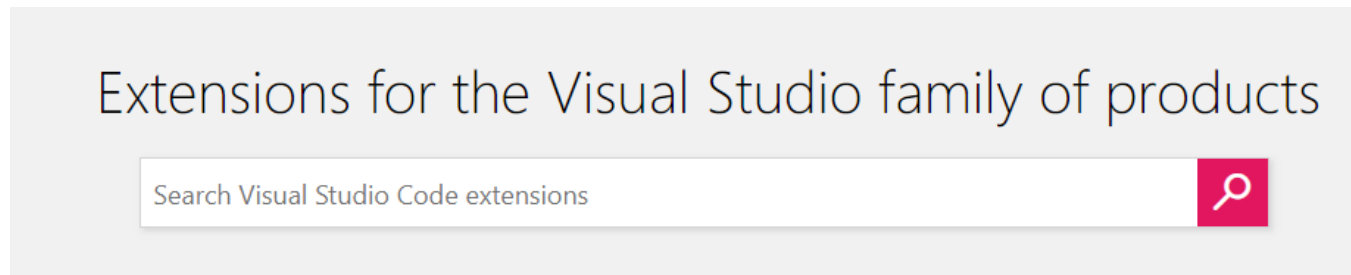 Extensions for the Visual Studio family of products
Search Visual Studio Code extensions